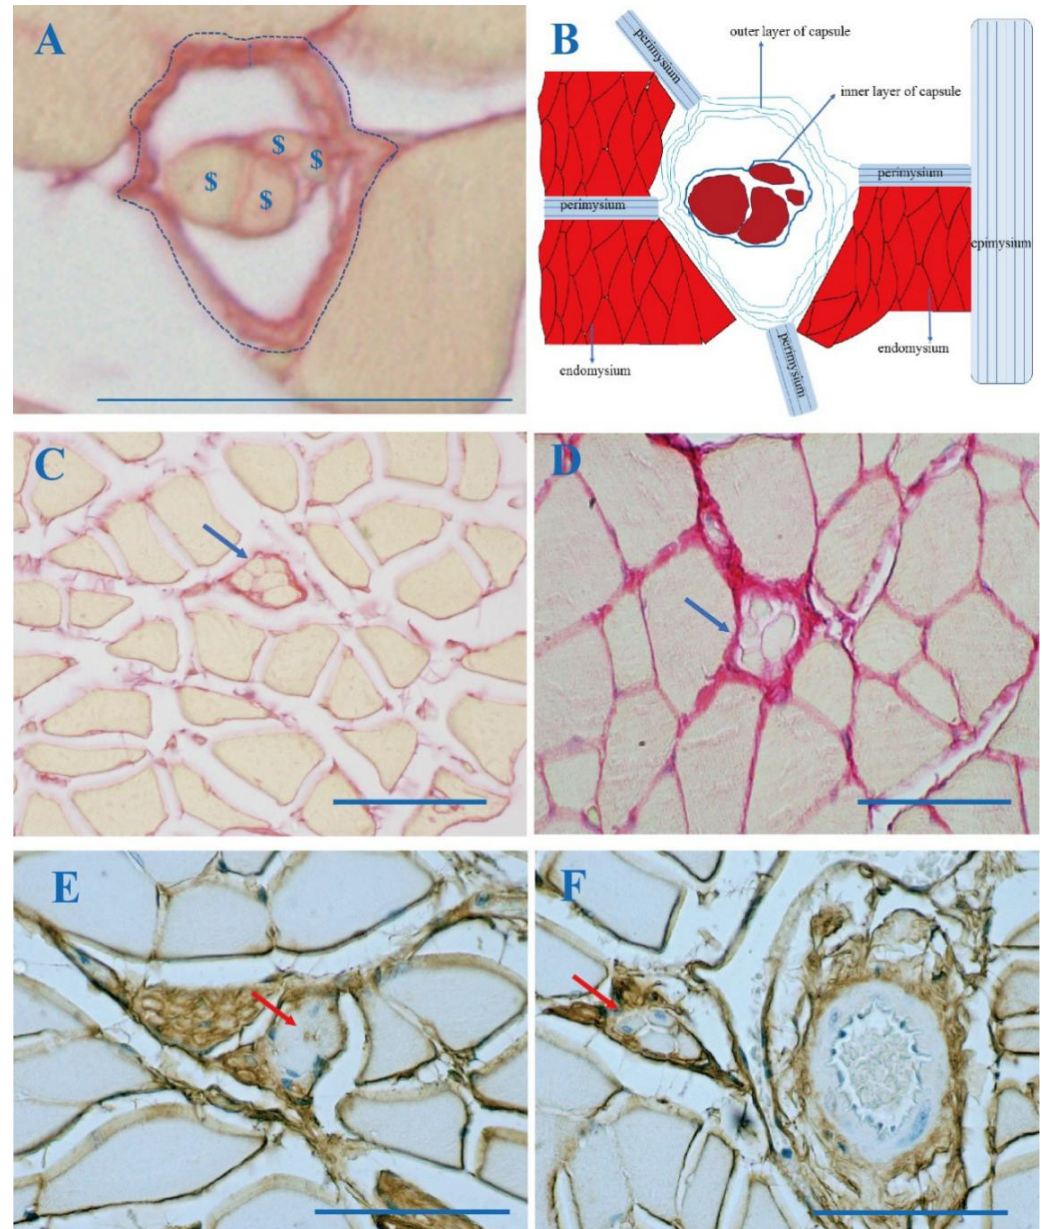 A
$
$
$
$
B
perimysium
outer layer of capsule
inner layer of capsule
perimysium
perimysium
epimysium
perimysium
endomysium
endomysium
C
D
E
F